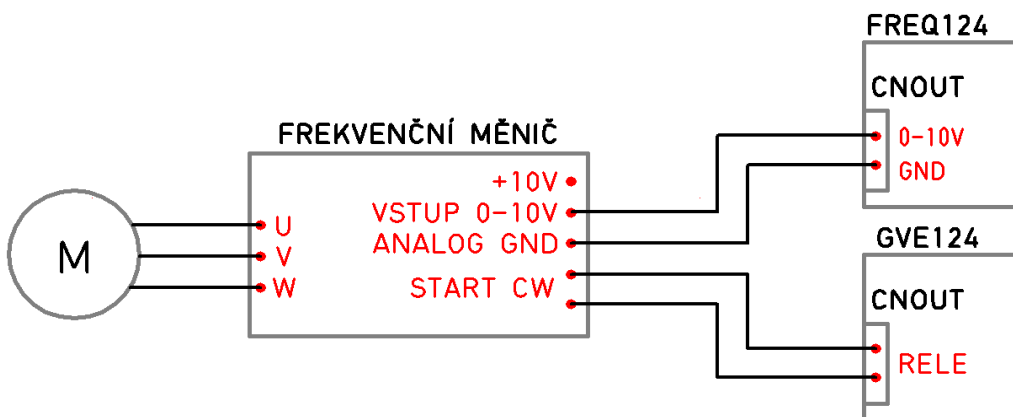 FREQ124
CNOUT
0-10V
GND
FREKVENČNÍ MĚNIČ
+10V
VSTUP 0-10V
ANALOG GND
START CW
U
V
W
M
GVE124
CNOUT
RELE